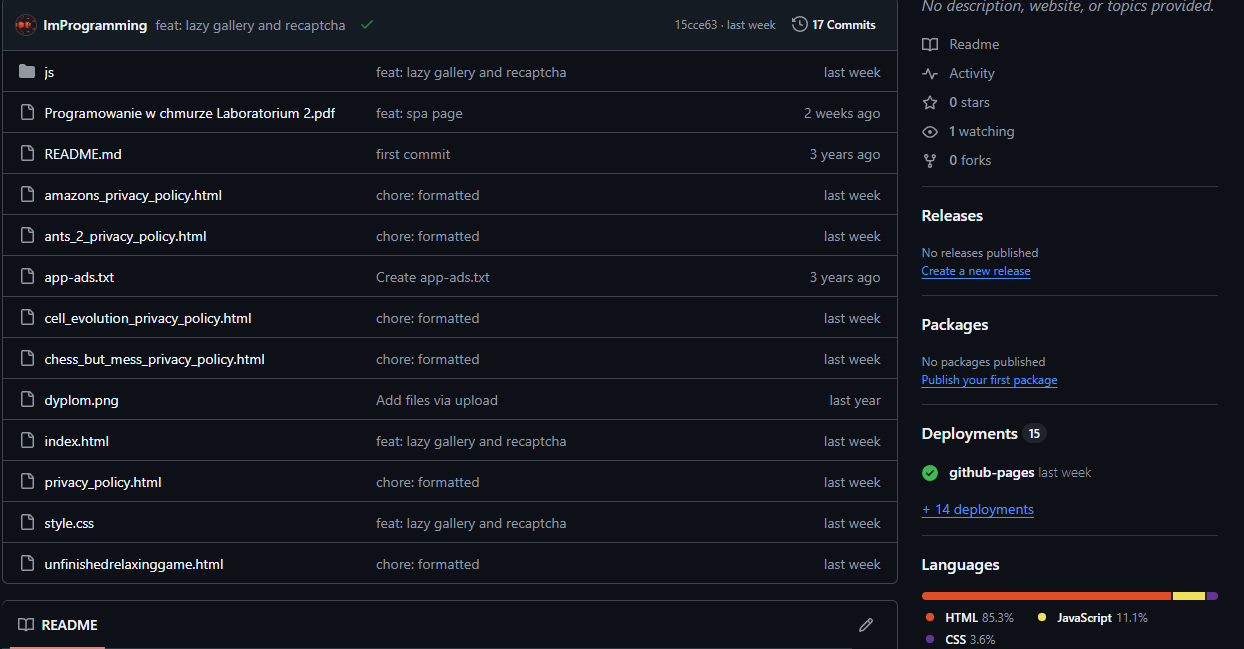 ImProgramming feat: lazy gallery and recaptcha 15cce63 · last week 17 Commits
js feat: lazy gallery and recaptcha last week
Programowanie w chmurze Laboratorium 2.pdf feat: spa page 2 weeks ago
README.md first commit 3 years ago
amazons_privacy_policy.html chore: formatted last week
ants_2_privacy_policy.html chore: formatted last week
app-ads.txt Create app-ads.txt 3 years ago
cell_evolution_privacy_policy.html chore: formatted last week
chess_but_mess_privacy_policy.html chore: formatted last week
dyplom.png Add files via upload last year
index.html feat: lazy gallery and recaptcha last week
privacy_policy.html chore: formatted last week
style.css feat: lazy gallery and recaptcha last week
unfinishedrelaxinggame.html chore: formatted last week
README
No description, website, or topics provided.
Readme
Activity
0 stars
1 watching
0 forks
Releases
No releases published
Create a new release
Packages
No packages published
Publish your first package
Deployments 15
github-pages last week
+ 14 deployments
Languages
HTML 85.3% JavaScript 11.1%
CSS 3.6%